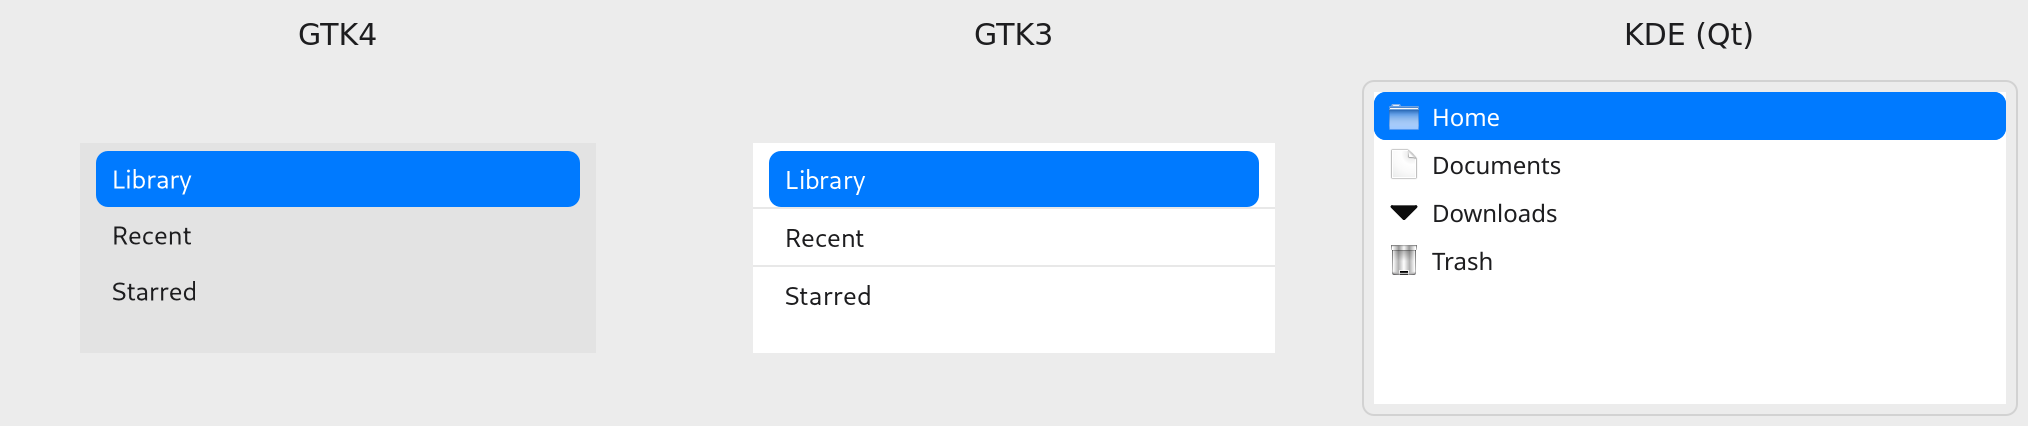 GTK4
Library
Recent
Starred
GTK3
Library
Recent
Starred
KDE (Qt)
Home
Documents
Downloads
Trash